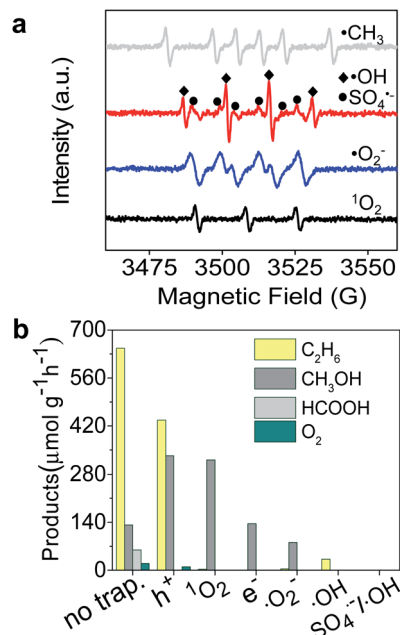 a
•CH₃
◆ •OH
● SO₄•⁻
•O₂⁻
¹O₂
Intensity (a.u.)
3475 3500 3525 3550
Magnetic Field (G)
b
700
560
420
280
140
0
Products(μmol g⁻¹h⁻¹)
C₂H₆
CH₃OH
HCOOH
O₂
no trap. h⁺ ¹O₂ e⁻ ·O₂⁻ ·OH SO₄·⁻/·OH